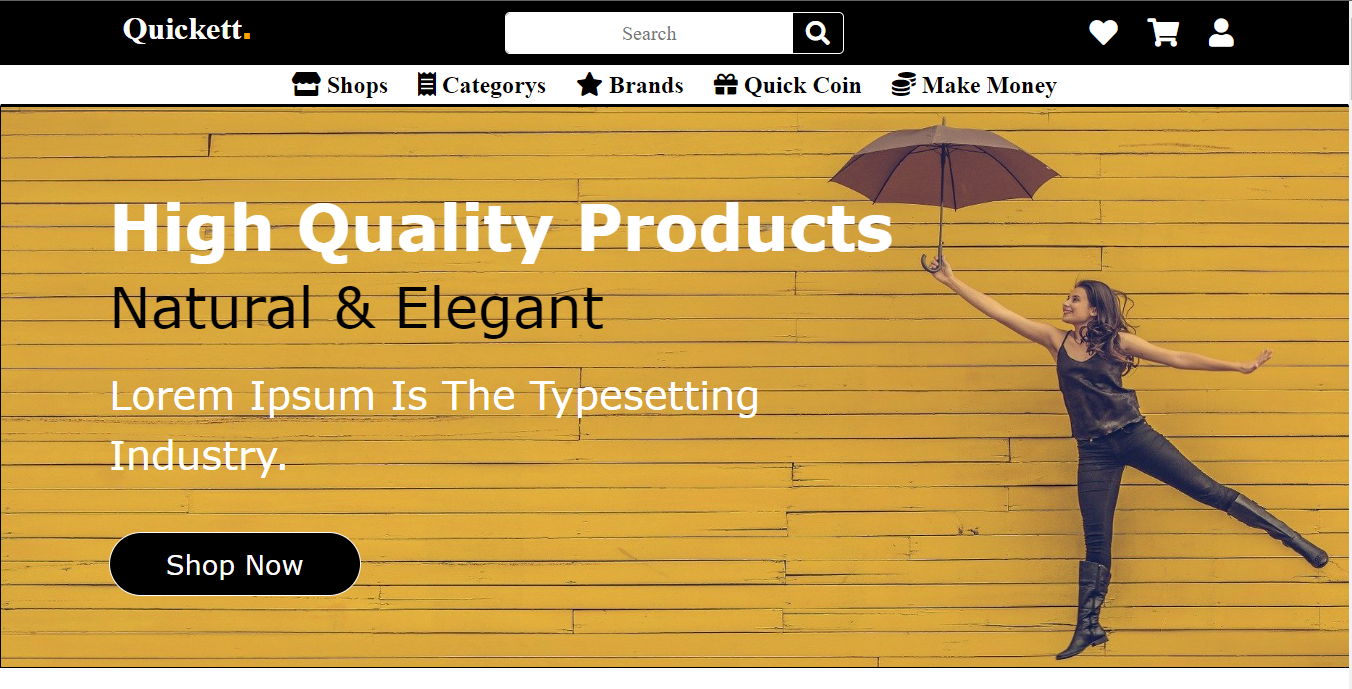 Quickett.
Search
Shops Categorys Brands Quick Coin Make Money
High Quality Products
Natural & Elegant
Lorem Ipsum Is The Typesetting
Industry.
Shop Now